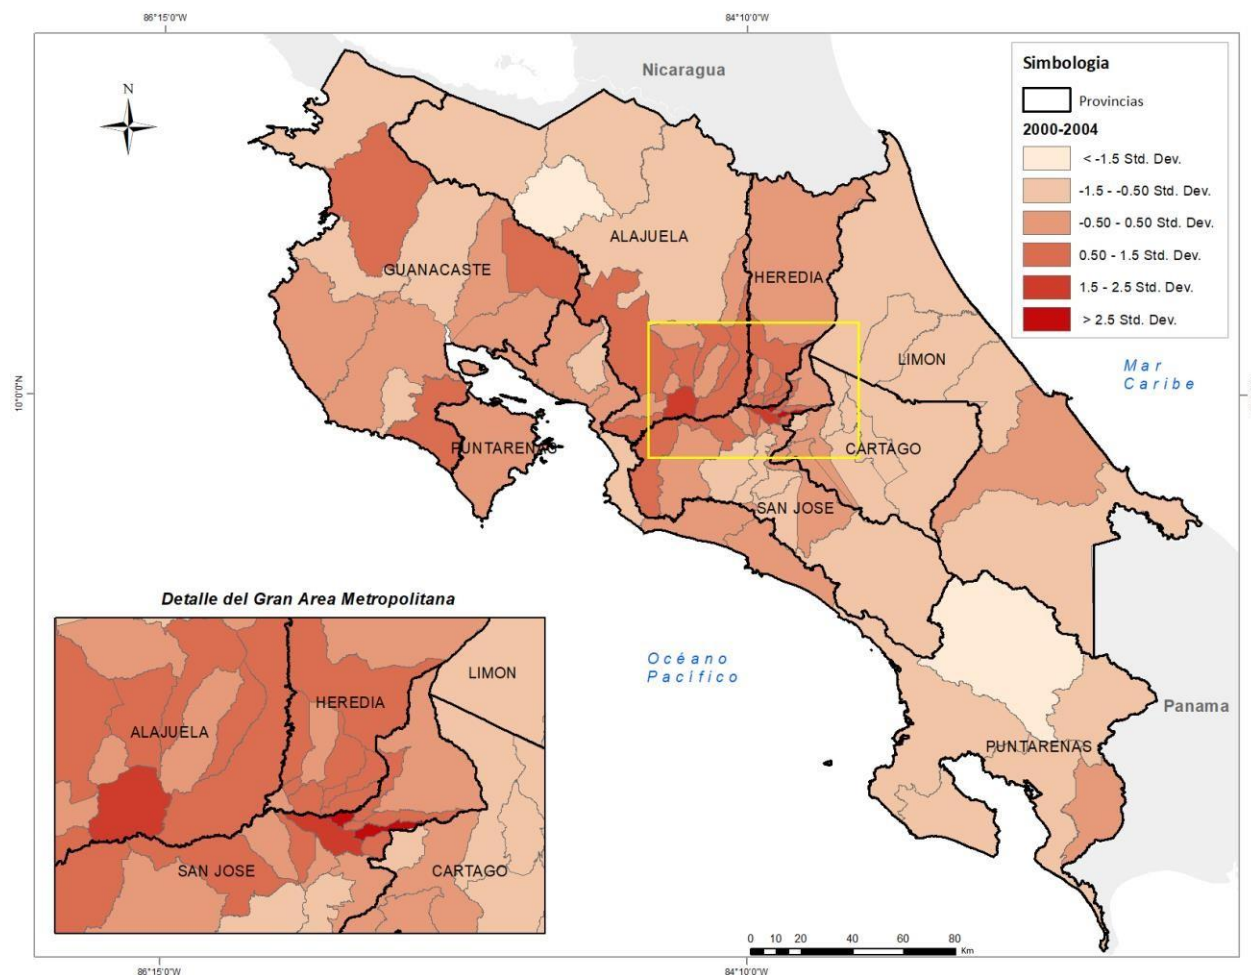 86°15'0"W
84°10'0"W
Nicaragua
Simbologia
Provincias
2000-2004
< -1.5 Std. Dev.
-1.5 - -0.50 Std. Dev.
-0.50 - 0.50 Std. Dev.
0.50 - 1.5 Std. Dev.
1.5 - 2.5 Std. Dev.
> 2.5 Std. Dev.
N
ALAJUELA
GUANACASTE
HEREDIA
LIMON
Mar
Caribe
10°0'0"N
PUNTARENAS
CARTAGO
SAN JOSE
Detalle del Gran Area Metropolitana
Océano
Pacífico
LIMON
HEREDIA
ALAJUELA
SAN JOSE
CARTAGO
Panama
PUNTARENAS
0 10 20 40 60 80
Km
86°15'0"W
84°10'0"W